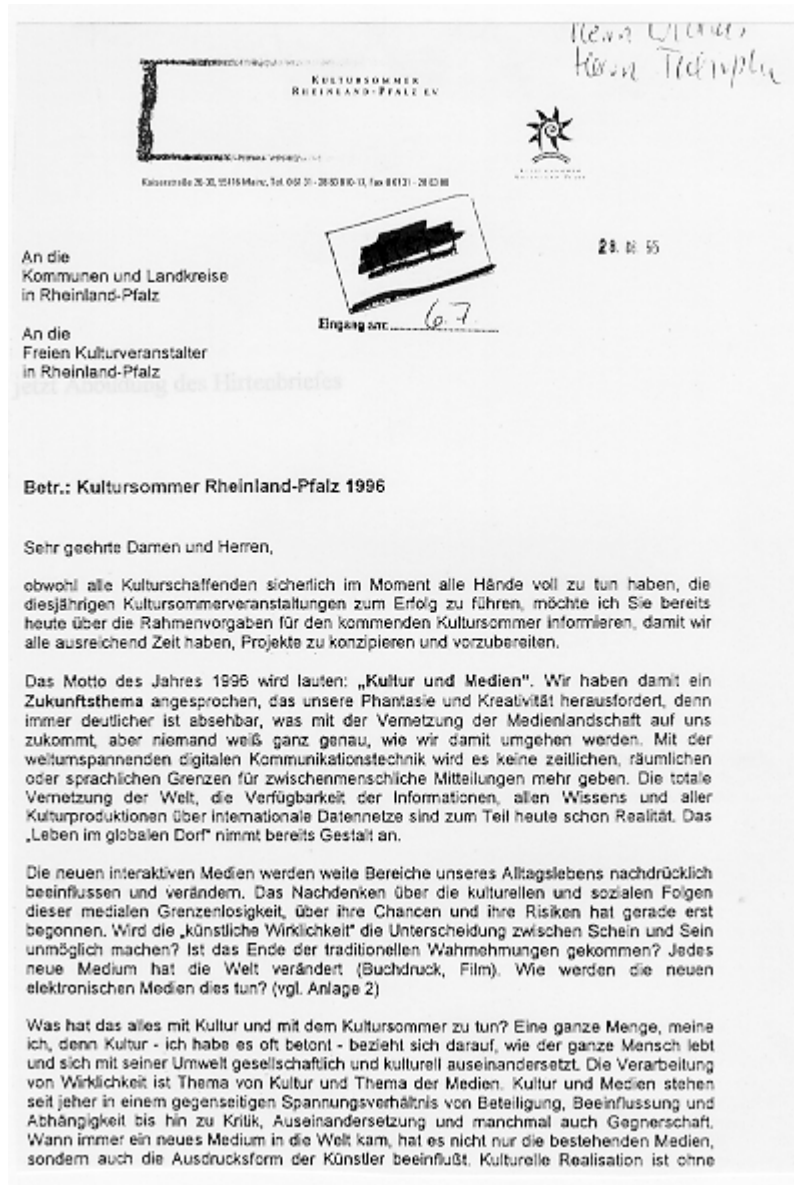 Herrn
Herrn
KULTURSOMMER
RHEINLAND-PFALZ EV
Kaiserstraße 26-30, 55116 Mainz, Tel. 06131 - 28
An die
Kommunen und Landkreise
in Rheinland-Pfalz
28. 95
Eingang am: 6.7.
An die
Freien Kulturveranstalter
in Rheinland-Pfalz
jetzt Abbildung des Hirtenbriefes
Betr.: Kultursommer Rheinland-Pfalz 1996
Sehr geehrte Damen und Herren,
obwohl alle Kulturschaffenden sicherlich im Moment alle Hände voll zu tun haben, die
diesjährigen Kultursommerveranstaltungen zum Erfolg zu führen, möchte ich Sie bereits
heute über die Rahmenvorgaben für den kommenden Kultursommer informieren, damit wir
alle ausreichend Zeit haben, Projekte zu konzipieren und vorzubereiten.
Das Motto des Jahres 1996 wird lauten: „Kultur und Medien". Wir haben damit ein
Zukunftsthema angesprochen, das unsere Phantasie und Kreativität herausfordert, denn
immer deutlicher ist absehbar, was mit der Vernetzung der Medienlandschaft auf uns
zukommt, aber niemand weiß ganz genau, wie wir damit umgehen werden. Mit der
weltumspannenden digitalen Kommunikationstechnik wird es keine zeitlichen, räumlichen
oder sprachlichen Grenzen für zwischenmenschliche Mitteilungen mehr geben. Die totale
Vernetzung der Welt, die Verfügbarkeit der Informationen, allen Wissens und aller
Kulturproduktionen über internationale Datennetze sind zum Teil heute schon Realität. Das
„Leben im globalen Dorf" nimmt bereits Gestalt an.
Die neuen interaktiven Medien werden weite Bereiche unseres Alltagslebens nachdrücklich
beeinflussen und verändern. Das Nachdenken über die kulturellen und sozialen Folgen
dieser medialen Grenzenlosigkeit, über ihre Chancen und ihre Risiken hat gerade erst
begonnen. Wird die „künstliche Wirklichkeit" die Unterscheidung zwischen Schein und Sein
unmöglich machen? Ist das Ende der traditionellen Wahrnehmungen gekommen? Jedes
neue Medium hat die Welt verändert (Buchdruck, Film). Wie werden die neuen
elektronischen Medien dies tun? (vgl. Anlage 2)
Was hat das alles mit Kultur und mit dem Kultursommer zu tun? Eine ganze Menge, meine
ich, denn Kultur - ich habe es oft betont - bezieht sich darauf, wie der ganze Mensch lebt
und sich mit seiner Umwelt gesellschaftlich und kulturell auseinandersetzt. Die Verarbeitung
von Wirklichkeit ist Thema von Kultur und Thema der Medien. Kultur und Medien stehen
seit jeher in einem gegenseitigen Spannungsverhältnis von Beteiligung, Beeinflussung und
Abhängigkeit bis hin zu Kritik, Auseinandersetzung und manchmal auch Gegnerschaft.
Wann immer ein neues Medium in die Welt kam, hat es nicht nur die bestehenden Medien,
sondern auch die Ausdrucksform der Künstler beeinflußt. Kulturelle Realisation ist ohne